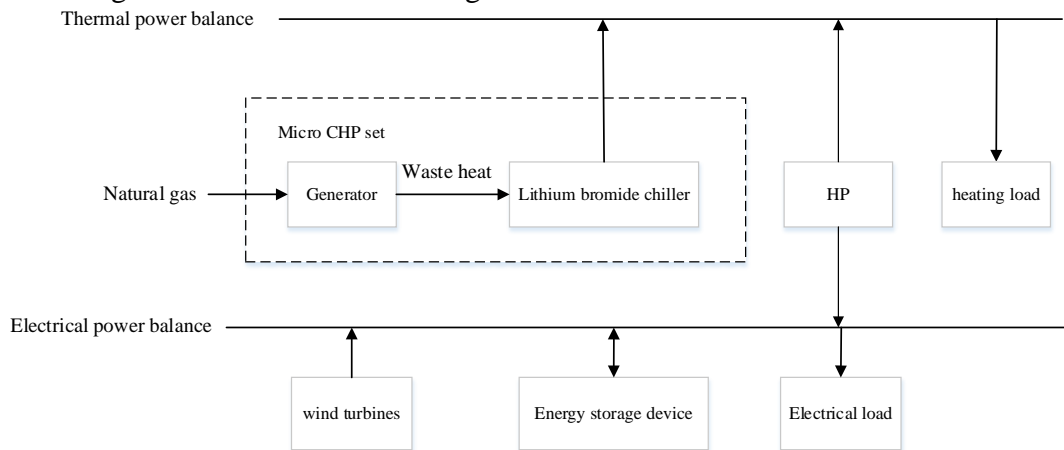 Thermal power balance
Micro CHP set
Waste heat
Natural gas
Generator
Lithium bromide chiller
HP
heating load
Electrical power balance
wind turbines
Energy storage device
Electrical load